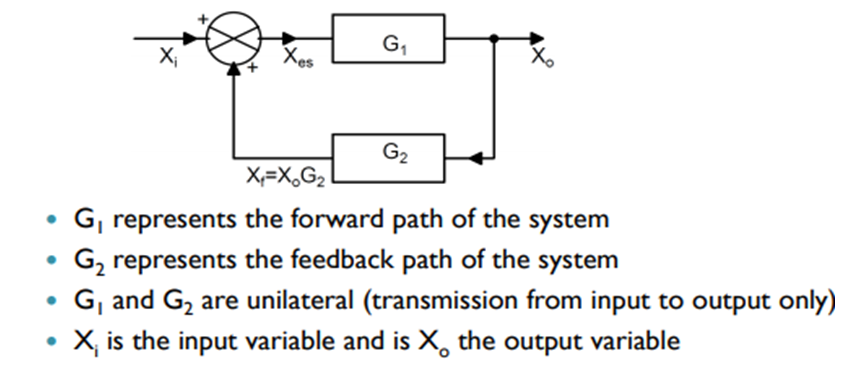 +
G₁
Xᵢ
Xₑₛ
Xₒ
+
G₂
X_f=XₒG₂
• G₁ represents the forward path of the system
• G₂ represents the feedback path of the system
• G₁ and G₂ are unilateral (transmission from input to output only)
• Xᵢ is the input variable and is Xₒ the output variable